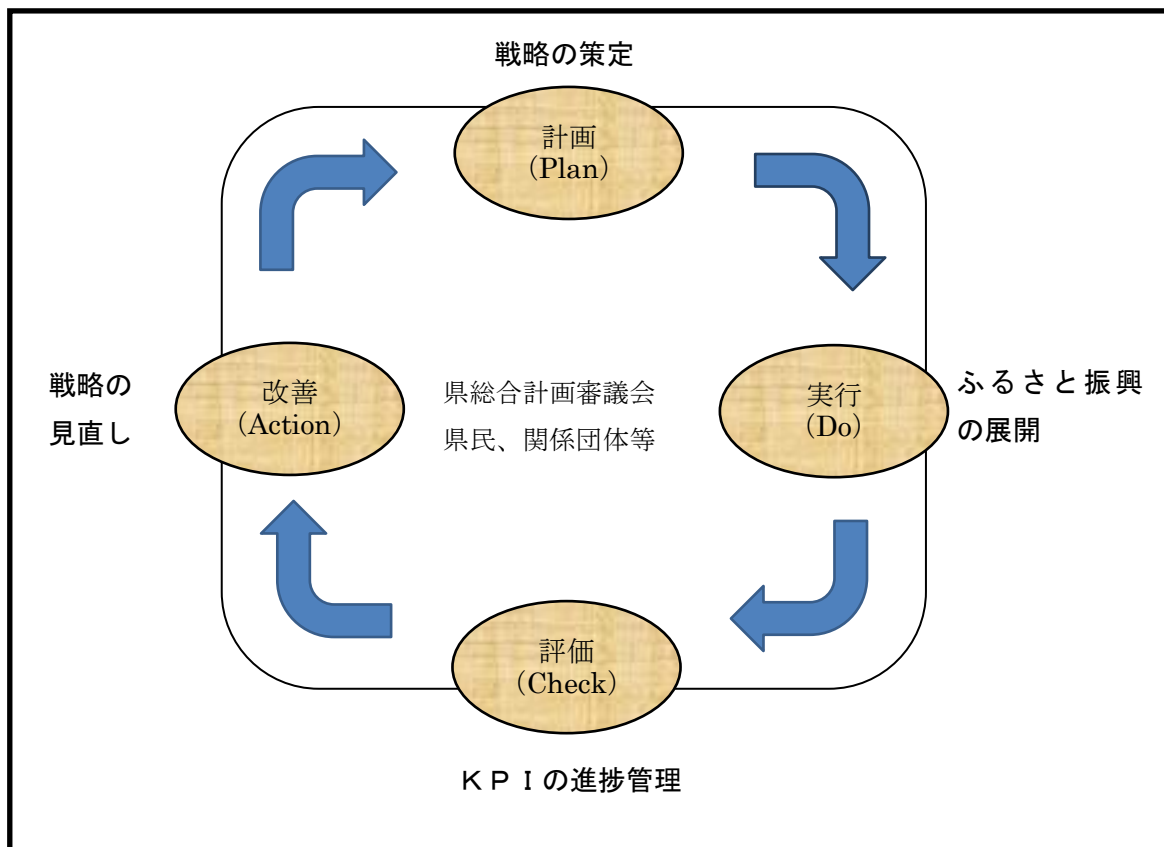 戦略の策定
計画
(Plan)
戦略の
見直し
改善
(Action)
県総合計画審議会
県民、関係団体等
実行
(Do)
ふるさと振興
の展開
評価
(Check)
ＫＰＩの進捗管理